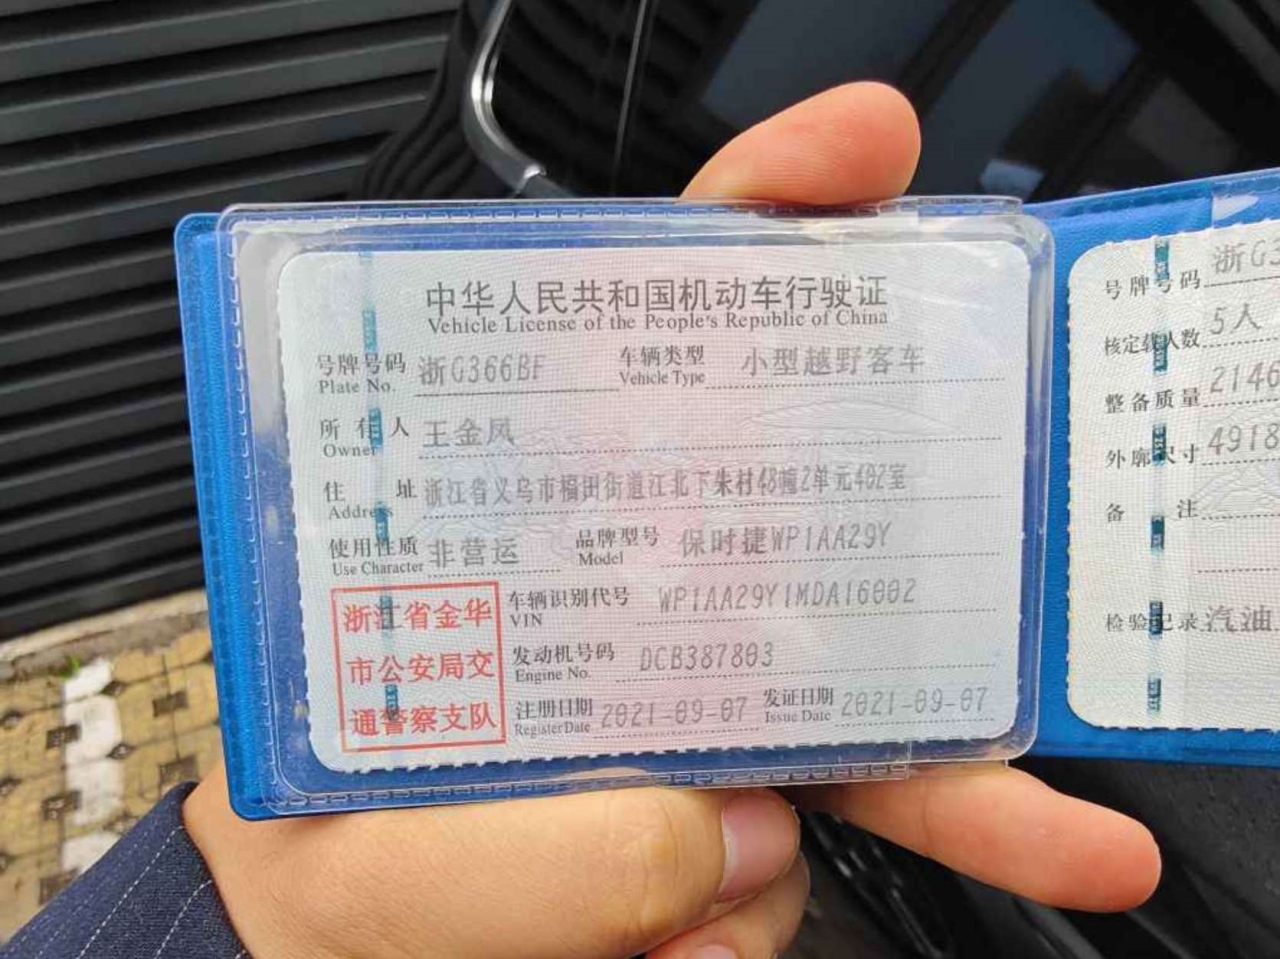 中华人民共和国机动车行驶证
Vehicle License of the People's Republic of China
号牌号码 浙G366BF 车辆类型 小型越野客车
Plate No. Vehicle Type
所有人 王金凤
Owner
住址 浙江省义乌市福田街道江北下朱村48幢2单元402室
Address
使用性质 非营运 品牌型号 保时捷WP1AA29Y
Use Character Model
浙江省金华
市公安局交
通警察支队
车辆识别代号 WP1AA29Y1MDA16002
VIN
发动机号码 DCB387803
Engine No.
注册日期 2021-09-07 发证日期 2021-09-07
Register Date Issue Date
号牌号码 浙G3
核定载人数 5人
整备质量 2146
外廓尺寸 4918
备注
检验记录 汽油